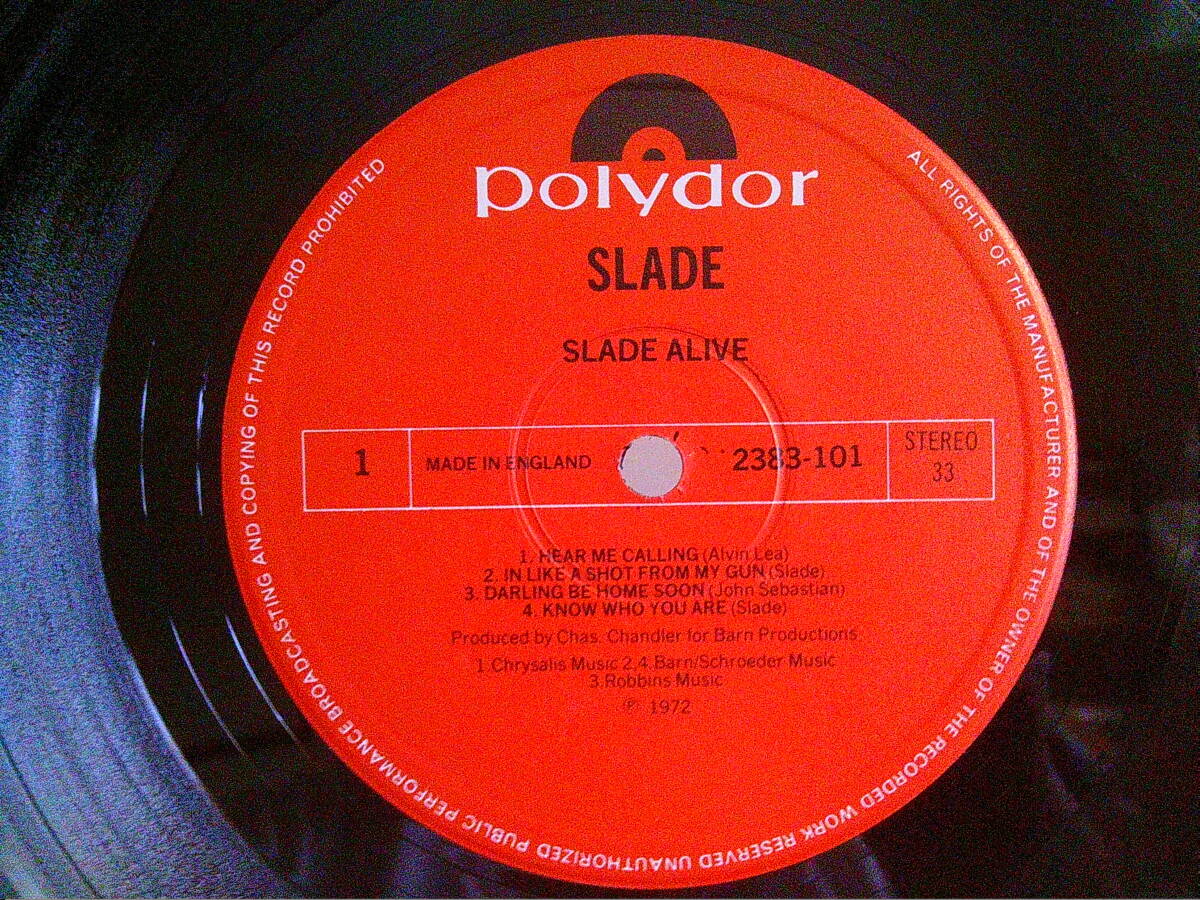 polydor
SLADE
SLADE ALIVE
1
MADE IN ENGLAND
2383-101
STEREO
33
1. HEAR ME CALLING (Alvin Lea)
2. IN LIKE A SHOT FROM MY GUN (Slade)
3. DARLING BE HOME SOON (John Sebastian)
4. KNOW WHO YOU ARE (Slade)
Produced by Chas. Chandler for Barn Productions
1.Chrysalis Music 2,4.Barn/Schroeder Music
3.Robbins Music
℗ 1972
ALL RIGHTS OF THE MANUFACTURER AND OF THE OWNER OF THE RECORDED WORK RESERVED UNAUTHORIZED PUBLIC PERFORMANCE BROADCASTING AND COPYING OF THIS RECORD PROHIBITED